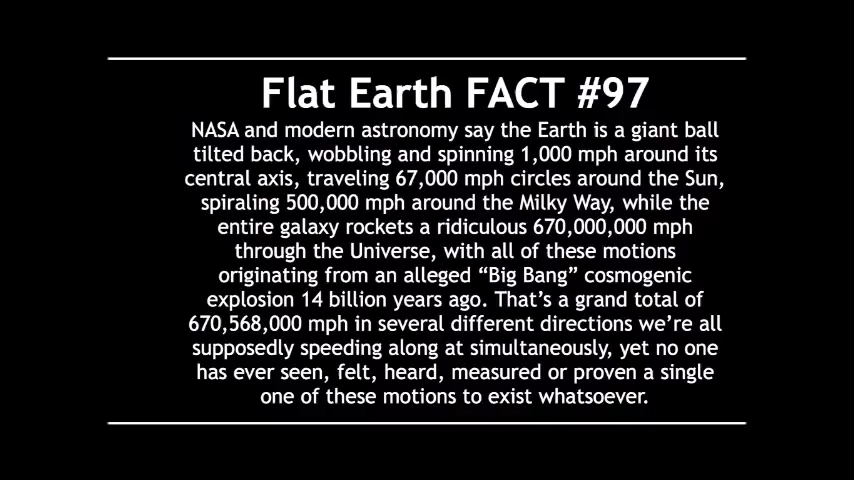 Flat Earth FACT #97
NASA and modern astronomy say the Earth is a giant ball
tilted back, wobbling and spinning 1,000 mph around its
central axis, traveling 67,000 mph circles around the Sun,
spiraling 500,000 mph around the Milky Way, while the
entire galaxy rockets a ridiculous 670,000,000 mph
through the Universe, with all of these motions
originating from an alleged “Big Bang” cosmogenic
explosion 14 billion years ago. That’s a grand total of
670,568,000 mph in several different directions we’re all
supposedly speeding along at simultaneously, yet no one
has ever seen, felt, heard, measured or proven a single
one of these motions to exist whatsoever.